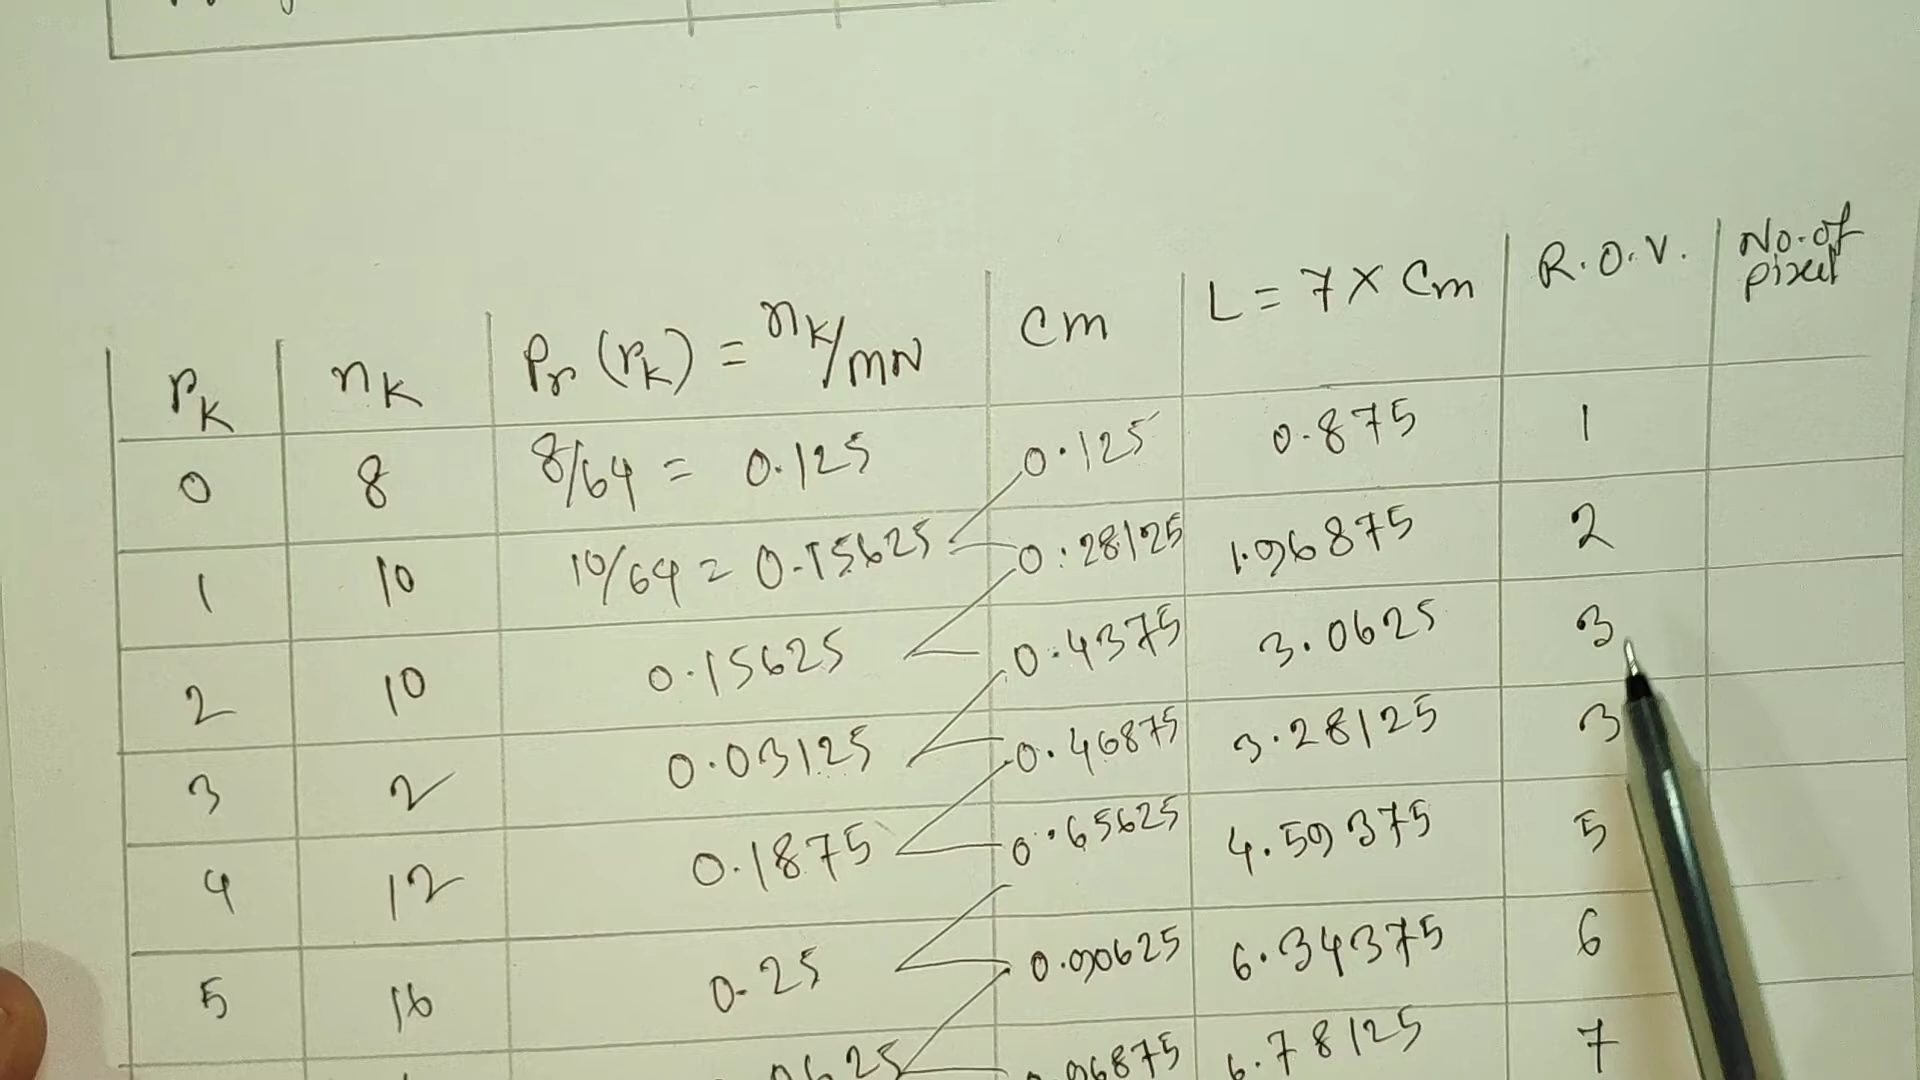 rk nk Pr (rk) = nk/MN Cm L = 7 × Cm R.O.V. No. of pixel
0 8 8/64 = 0.125 0.125 0.875 1
1 10 10/64 = 0.15625 0.28125 1.96875 2
2 10 0.15625 0.4375 3.0625 3
3 2 0.03125 0.46875 3.28125 3
4 12 0.1875 0.65625 4.59375 5
5 16 0.25 0.90625 6.34375 6
6.78125 7